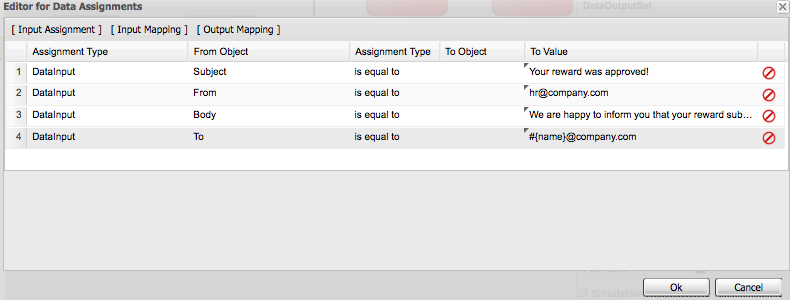 Editor for Data Assignments
DataOutputSet
[ Input Assignment ] [ Input Mapping ] [ Output Mapping ]
Assignment Type From Object Assignment Type To Object To Value
1 DataInput Subject is equal to Your reward was approved!
2 DataInput From is equal to hr@company.com
3 DataInput Body is equal to We are happy to inform you that your reward sub...
4 DataInput To is equal to #{name}@company.com
Ok Cancel